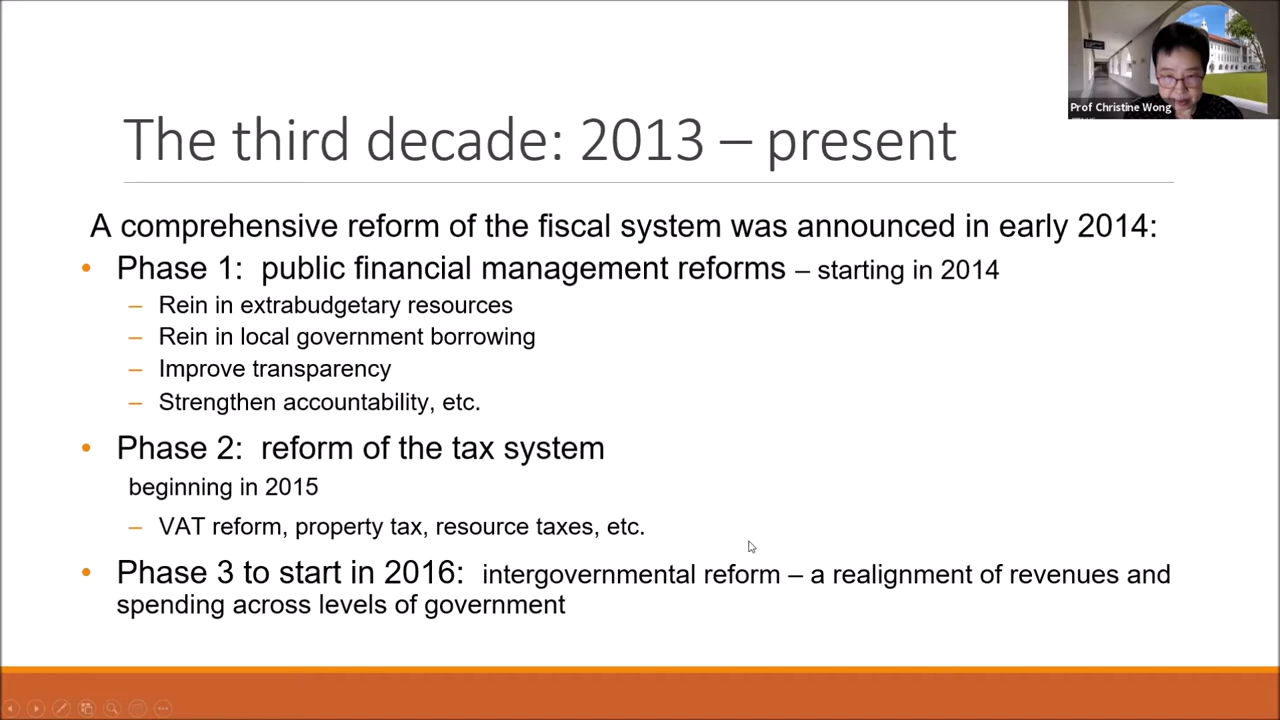 Prof Christine Wong
The third decade: 2013 – present
A comprehensive reform of the fiscal system was announced in early 2014:
• Phase 1: public financial management reforms – starting in 2014
– Rein in extrabudgetary resources
– Rein in local government borrowing
– Improve transparency
– Strengthen accountability, etc.
• Phase 2: reform of the tax system
beginning in 2015
– VAT reform, property tax, resource taxes, etc.
• Phase 3 to start in 2016: intergovernmental reform – a realignment of revenues and
spending across levels of government